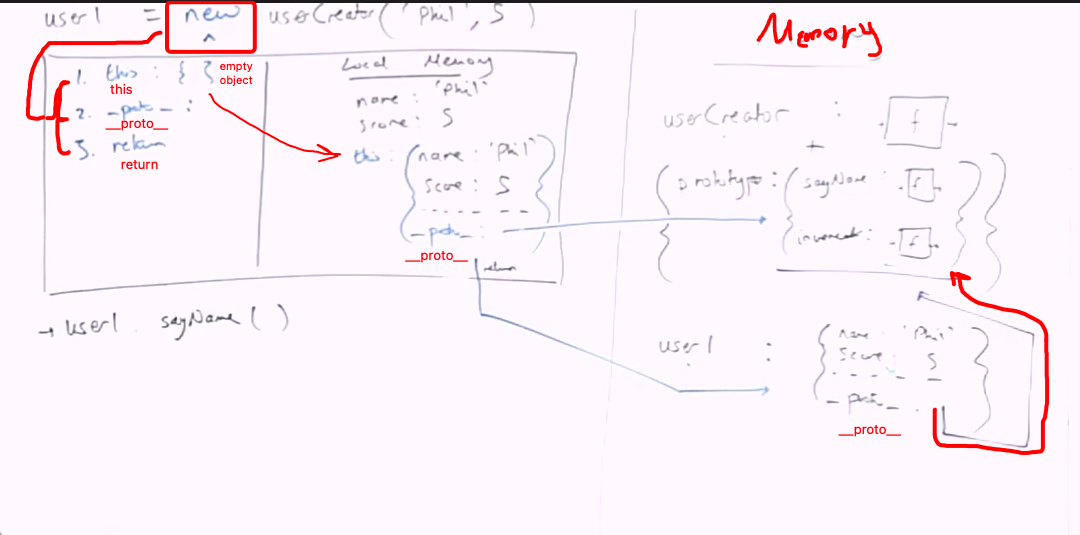 user1 = new userCreator('Phil', 5)
Memory
1. this : { }
empty object
this
2. __proto__ :
__proto__
3. return
return
Local Memory
name : 'Phil'
score : 5
this : { name : 'Phil'
score : 5
__proto__ : }
__proto__
return
→ user1 . sayName ( )
userCreator : f
+
{ prototype : { sayName : f
increment : f } }
user1 : { name : 'Phil'
score : 5
__proto__ : }
__proto__